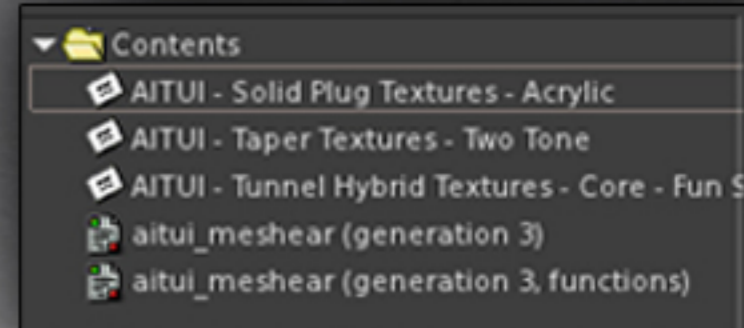 Contents
AITUI - Solid Plug Textures - Acrylic
AITUI - Taper Textures - Two Tone
AITUI - Tunnel Hybrid Textures - Core - Fun
aitui_meshear (generation 3)
aitui_meshear (generation 3, functions)